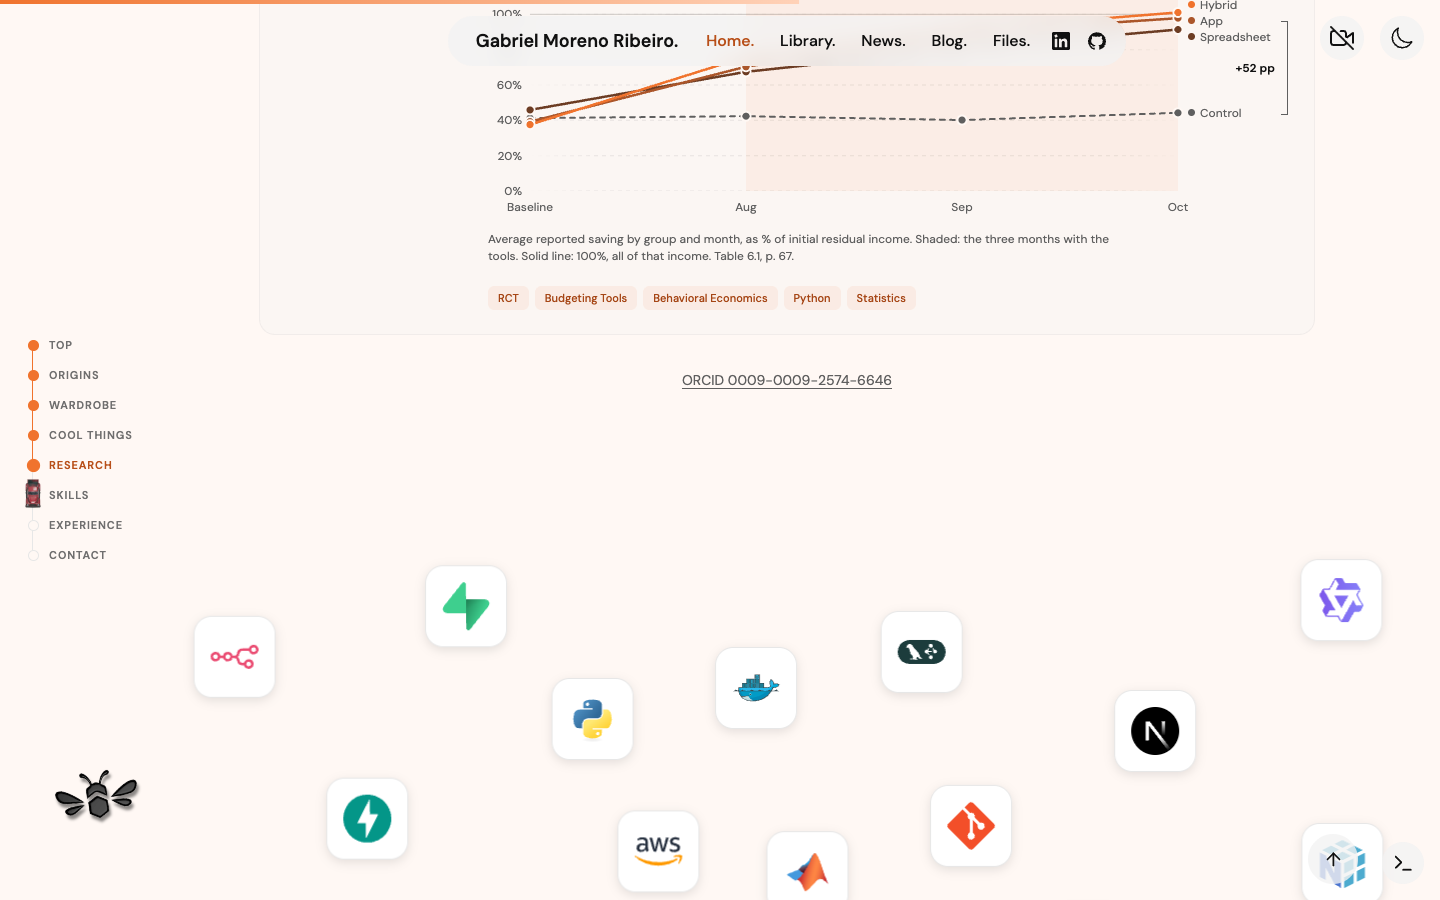 100%
Hybrid
App
Spreadsheet
Gabriel Moreno Ribeiro.
Home.
Library.
News.
Blog.
Files.
+52 pp
60%
40%
Control
20%
0%
Baseline
Aug
Sep
Oct
Average reported saving by group and month, as % of initial residual income. Shaded: the three months with the
tools. Solid line: 100%, all of that income. Table 6.1, p. 67.
RCT
Budgeting Tools
Behavioral Economics
Python
Statistics
ORCID 0009-0009-2574-6646
TOP
ORIGINS
WARDROBE
COOL THINGS
RESEARCH
SKILLS
EXPERIENCE
CONTACT
aws